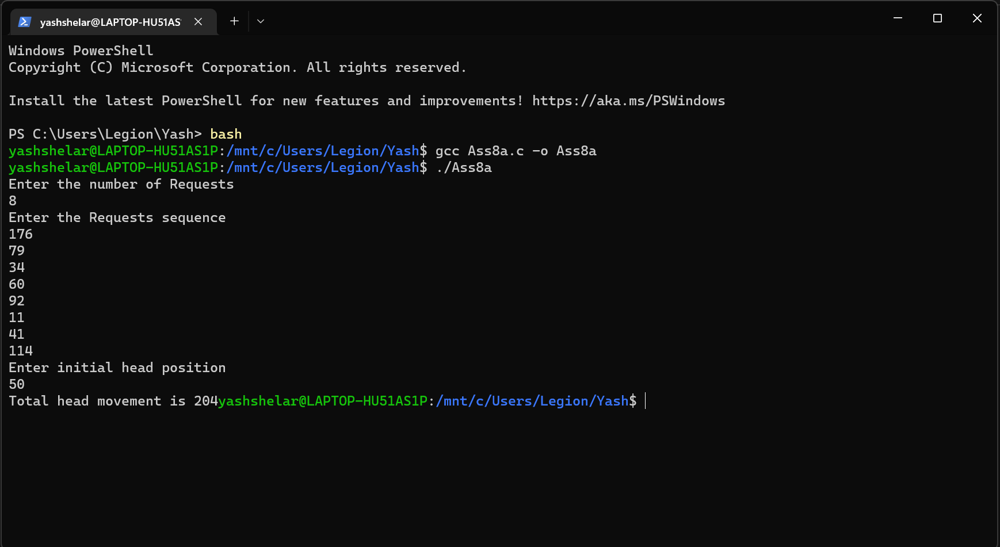 yashshelar@LAPTOP-HU51AS
Windows PowerShell
Copyright (C) Microsoft Corporation. All rights reserved.
Install the latest PowerShell for new features and improvements! https://aka.ms/PSWindows
PS C:\Users\Legion\Yash> bash
yashshelar@LAPTOP-HU51AS1P:/mnt/c/Users/Legion/Yash$ gcc Ass8a.c -o Ass8a
yashshelar@LAPTOP-HU51AS1P:/mnt/c/Users/Legion/Yash$ ./Ass8a
Enter the number of Requests
8
Enter the Requests sequence
176
79
34
60
92
11
41
114
Enter initial head position
50
Total head movement is 204yashshelar@LAPTOP-HU51AS1P:/mnt/c/Users/Legion/Yash$